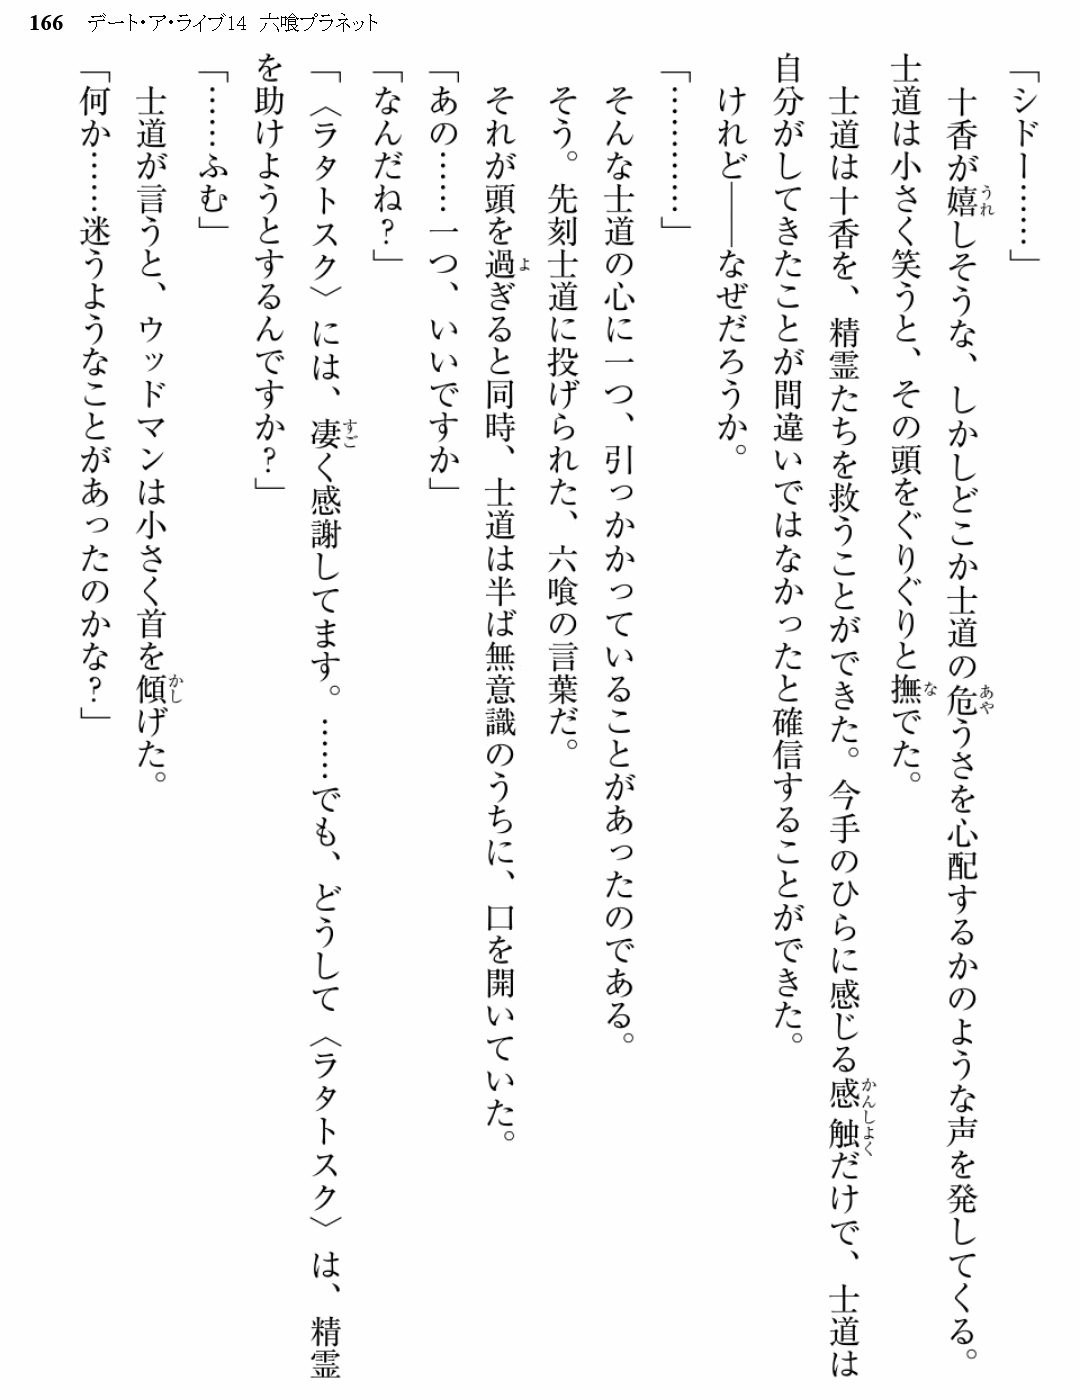 166 デート・ア・ライブ14 六喰プラネット
「シドー……」
十香が嬉しそうな、しかしどこか士道の危うさを心配するかのような声を発してくる。
士道は小さく笑うと、その頭をぐりぐりと撫でた。
士道は十香を、精霊たちを救うことができた。今手のひらに感じる感触だけで、士道は
自分がしてきたことが間違いではなかったと確信することができた。
けれど――なぜだろうか。
「…………」
そんな士道の心に一つ、引っかかっていることがあったのである。
そう。先刻士道に投げられた、六喰の言葉だ。
それが頭を過ぎると同時、士道は半ば無意識のうちに、口を開いていた。
「あの……一つ、いいですか」
「なんだね?」
「〈ラタトスク〉には、凄く感謝してます。……でも、どうして〈ラタトスク〉は、精霊
を助けようとするんですか?」
「……ふむ」
士道が言うと、ウッドマンは小さく首を傾げた。
「何か……迷うようなことがあったのかな?」